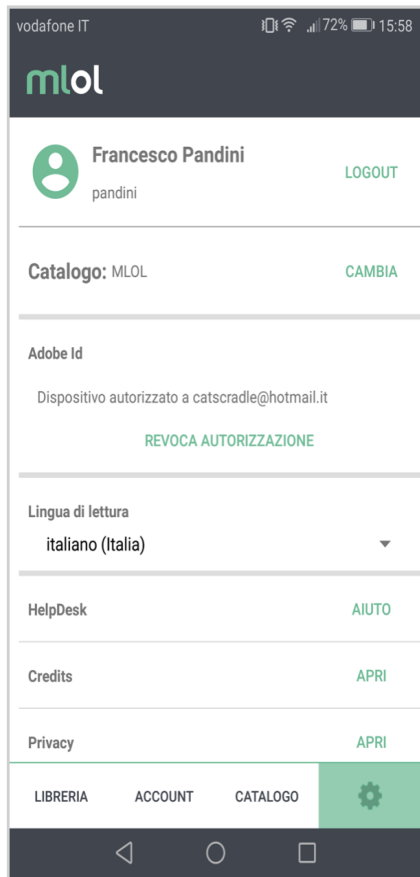 vodafone IT 72% 15:58
mlol
Francesco Pandini
pandini
LOGOUT
Catalogo: MLOL CAMBIA
Adobe Id
Dispositivo autorizzato a catscradle@hotmail.it
REVOCA AUTORIZZAZIONE
Lingua di lettura
italiano (Italia)
HelpDesk AIUTO
Credits APRI
Privacy APRI
LIBRERIA ACCOUNT CATALOGO